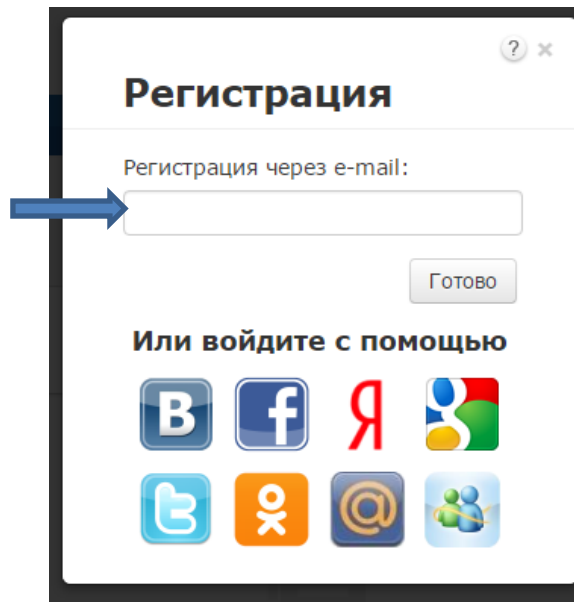 ?
Регистрация
Регистрация через e-mail:
Готово
Или войдите с помощью
В f Я g
t @